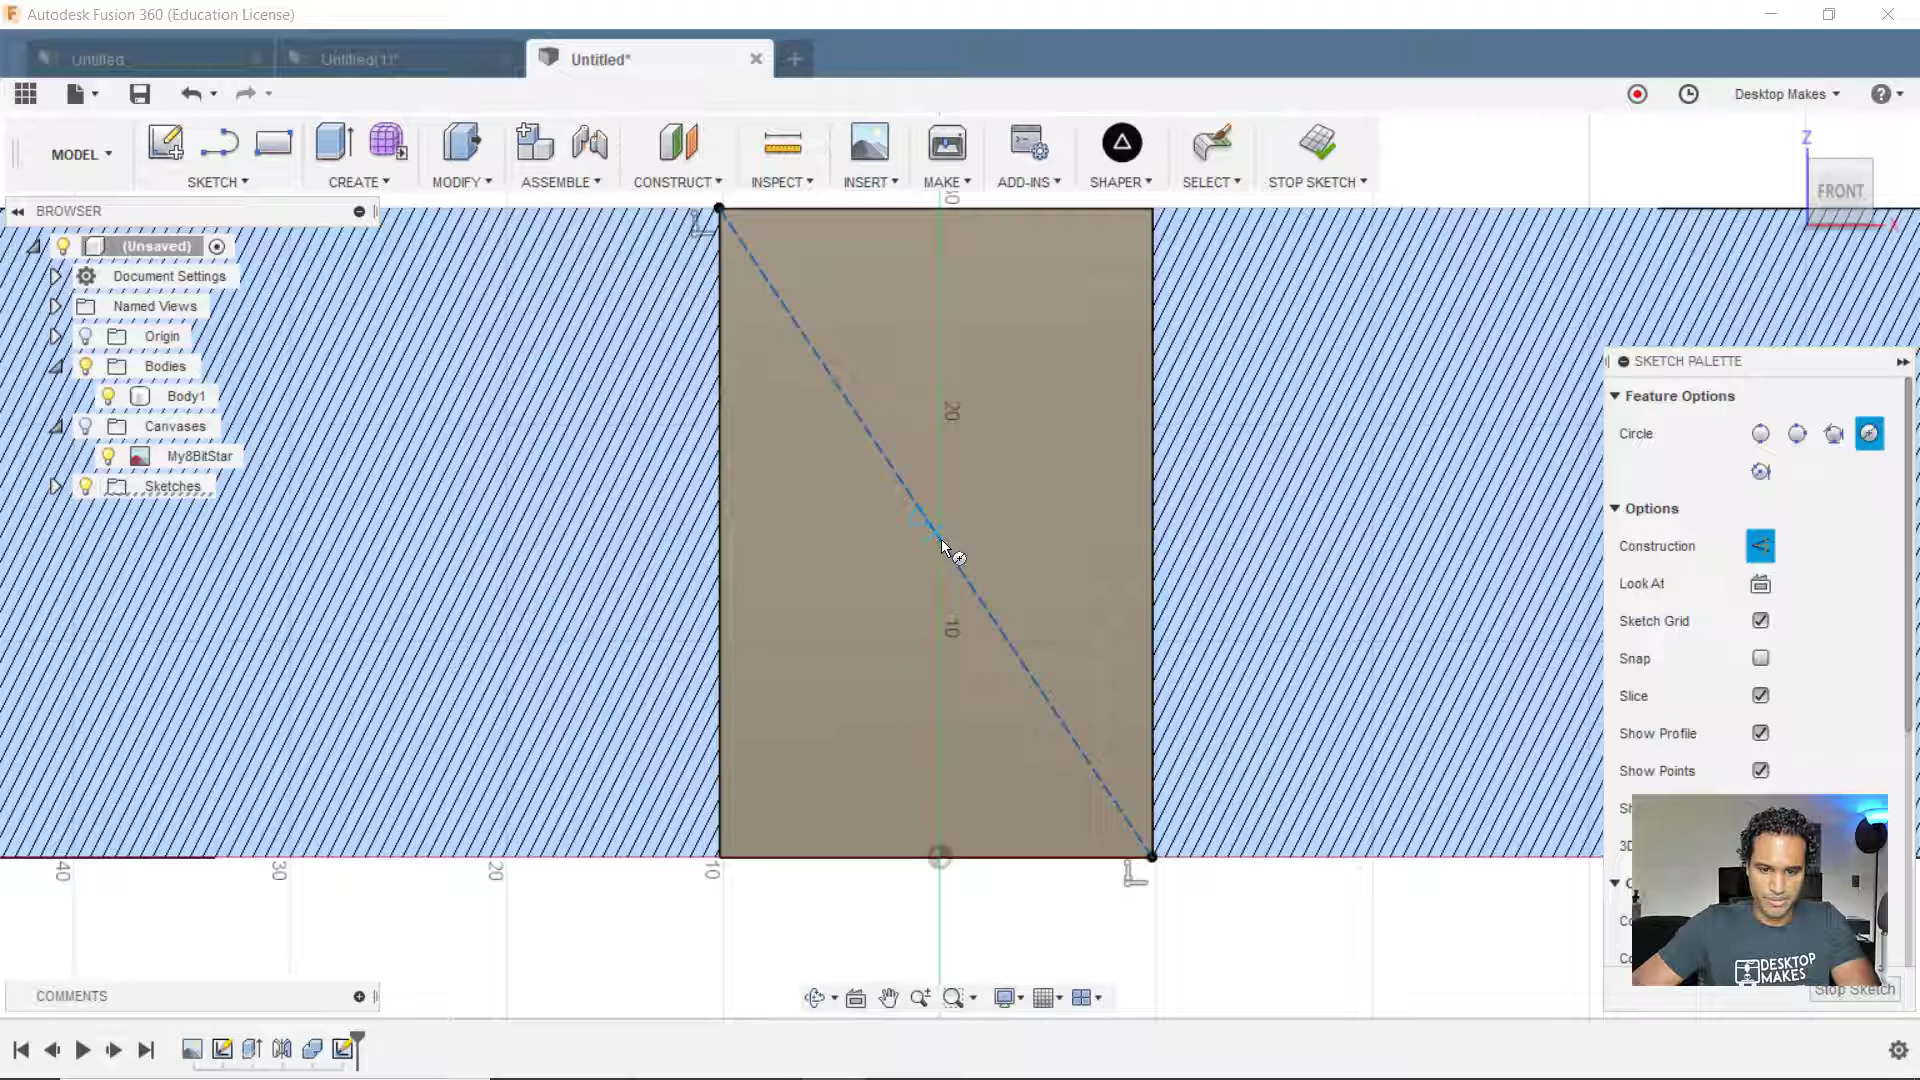 Autodesk Fusion 360 (Education License)
Untitled
Untitled(1)*
Untitled*
Desktop Makes
MODEL
SKETCH
CREATE
MODIFY
ASSEMBLE
CONSTRUCT
INSPECT
INSERT
MAKE
ADD-INS
SHAPER
SELECT
STOP SKETCH
Z
FRONT
X
BROWSER
(Unsaved)
Document Settings
Named Views
Origin
Bodies
Body1
Canvases
My8BitStar
Sketches
20
10
40
30
20
10
SKETCH PALETTE
Feature Options
Circle
Options
Construction
Look At
Sketch Grid
Snap
Slice
Show Profile
Show Points
DESKTOP
MAKES
Stop Sketch
COMMENTS